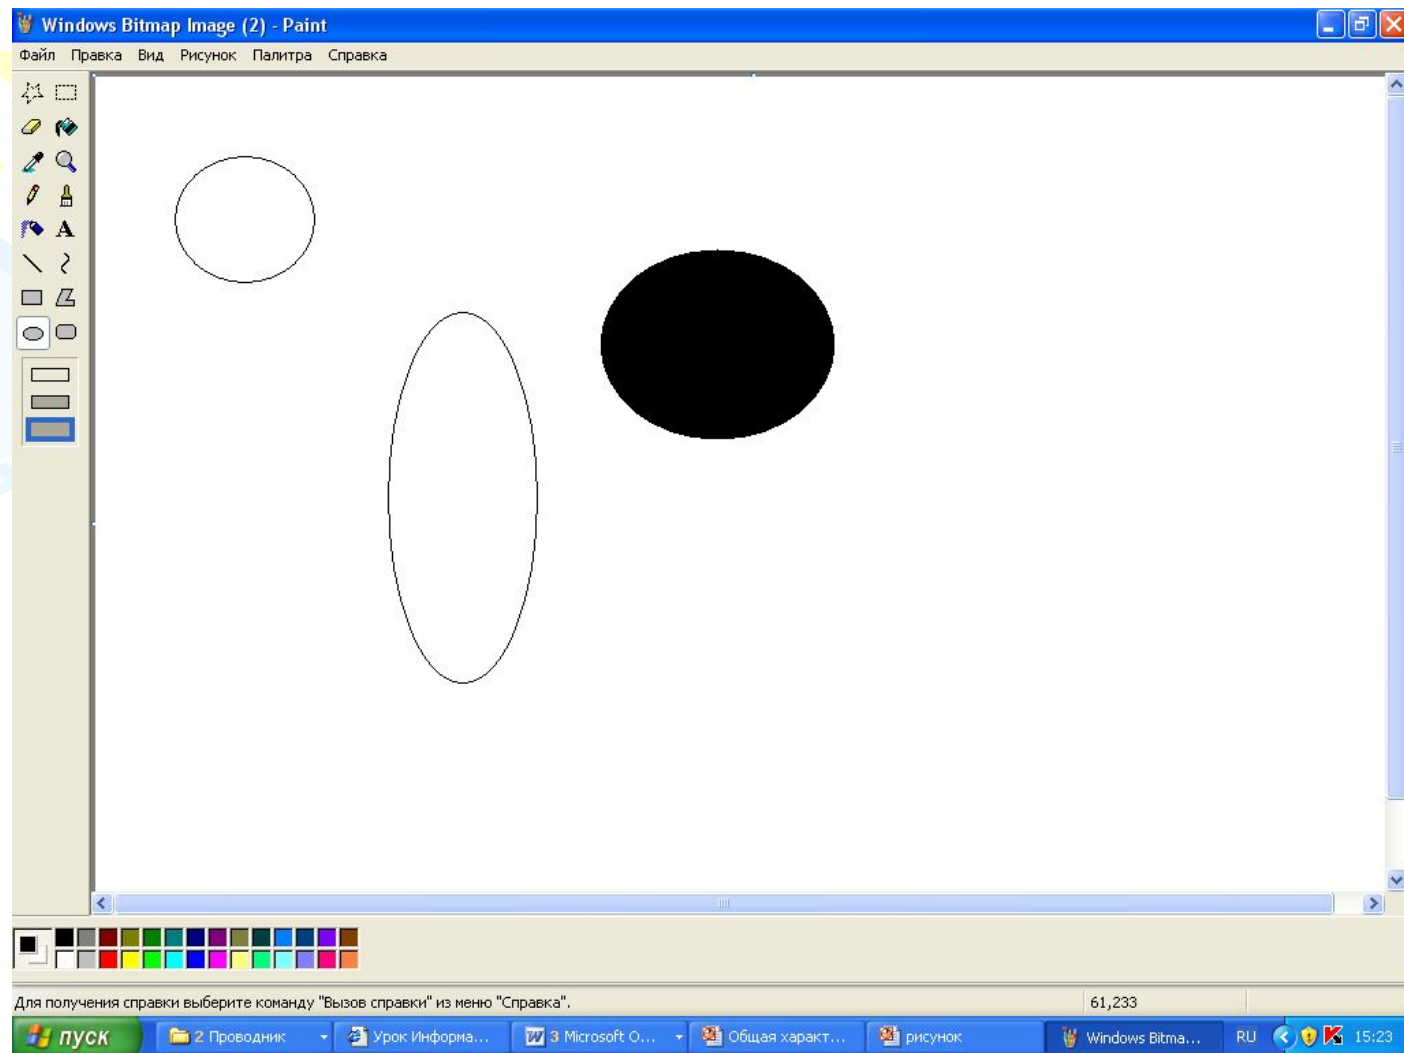 Windows Bitmap Image (2) - Paint
Файл Правка Вид Рисунок Палитра Справка
A
Для получения справки выберите команду "Вызов справки" из меню "Справка".
61,233
пуск
2 Проводник
Урок Информа...
3 Microsoft O...
Общая характ...
рисунок
Windows Bitma...
RU
15:23